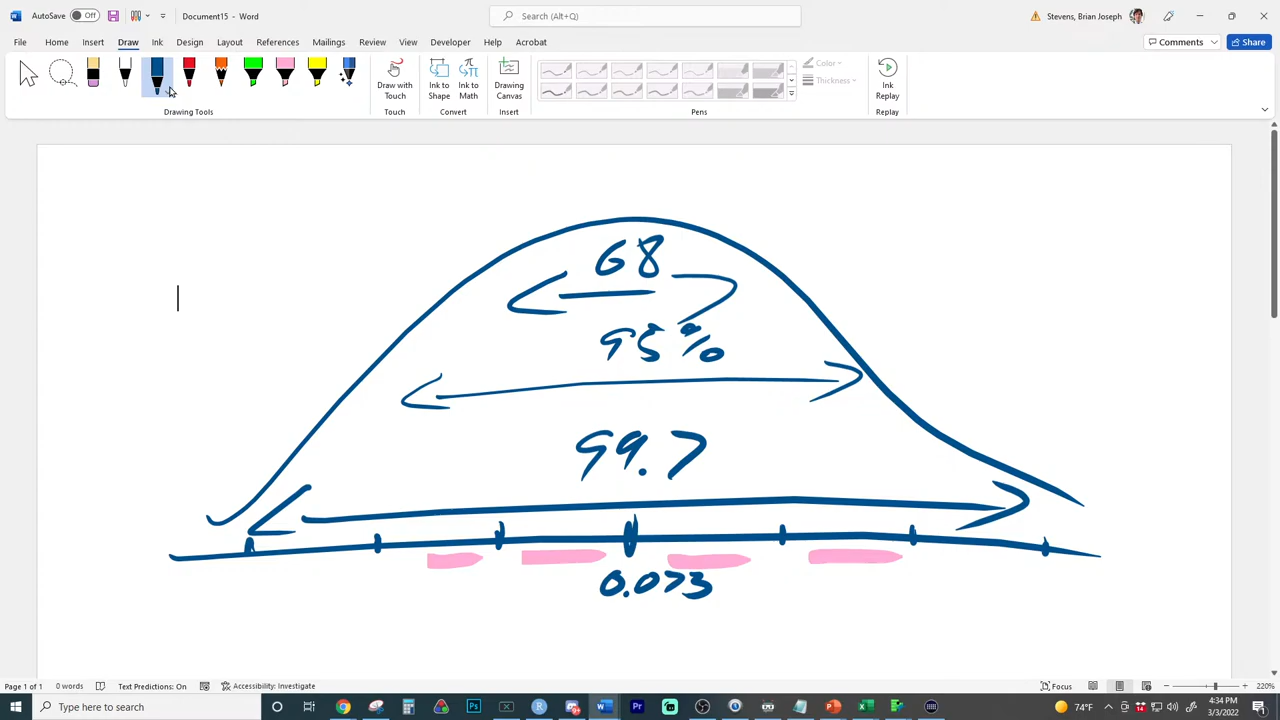 AutoSave Off Document15 - Word Search (Alt+Q) Stevens, Brian Joseph
File Home Insert Draw Ink Design Layout References Mailings Review View Developer Help Acrobat Comments Share
Draw with Touch Ink to Shape Ink to Math Drawing Canvas Color Thickness Ink Replay
Drawing Tools Touch Convert Insert Pens Replay
68
95%
99.7
0.073
Page 1 of 1 0 words Text Predictions: On Accessibility: Investigate Focus 220%
Type here to search 74°F 4:34 PM
3/3/2022